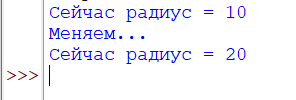 Сейчас радиус = 10
Меняем...
Сейчас радиус = 20
>>>